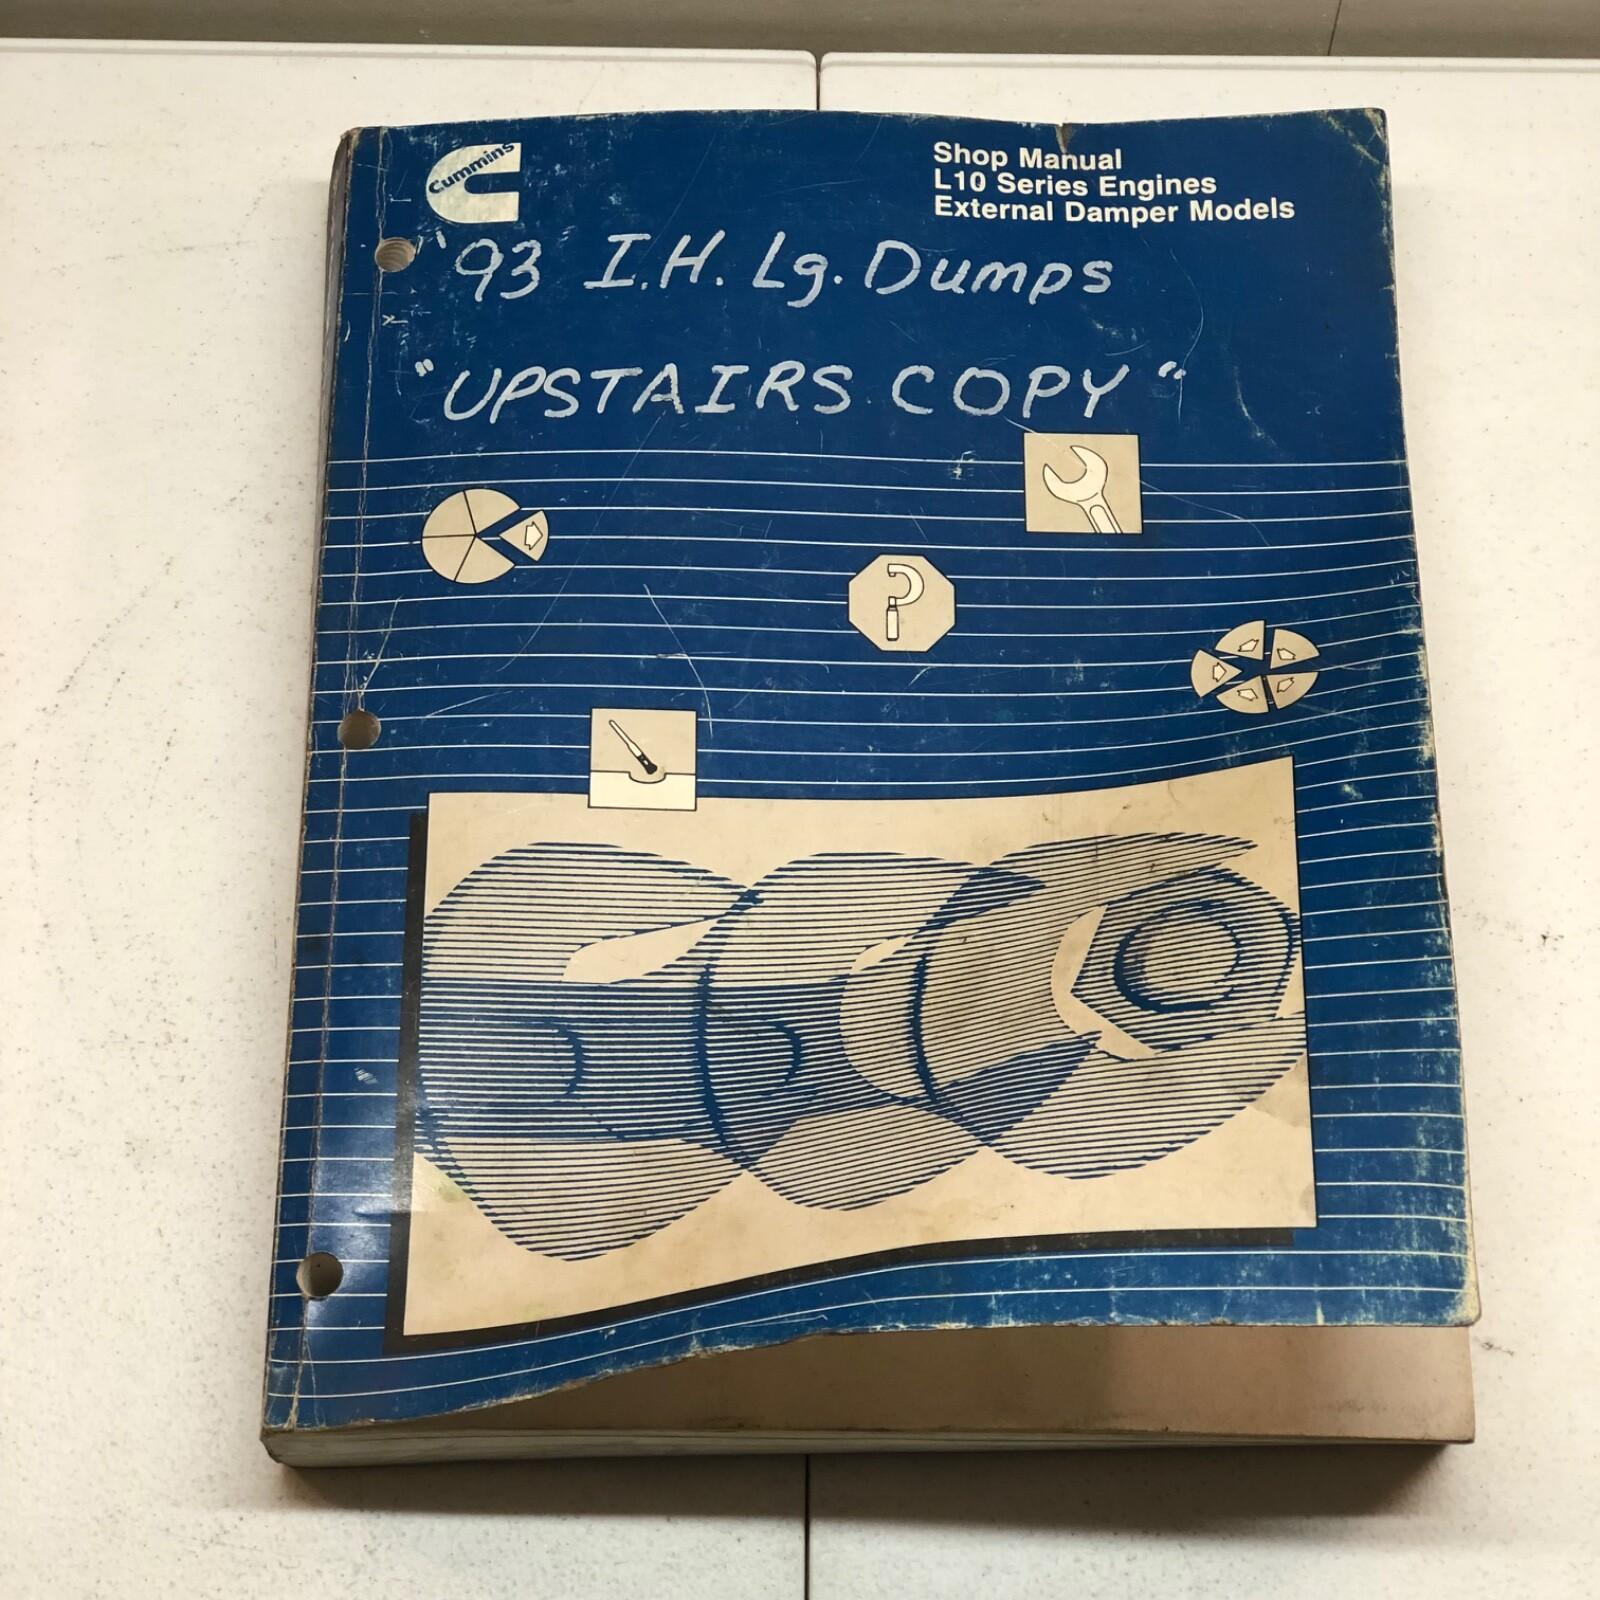 Cummins
Shop Manual
L10 Series Engines
External Damper Models
'93 I.H. Lg. Dumps
"UPSTAIRS COPY"